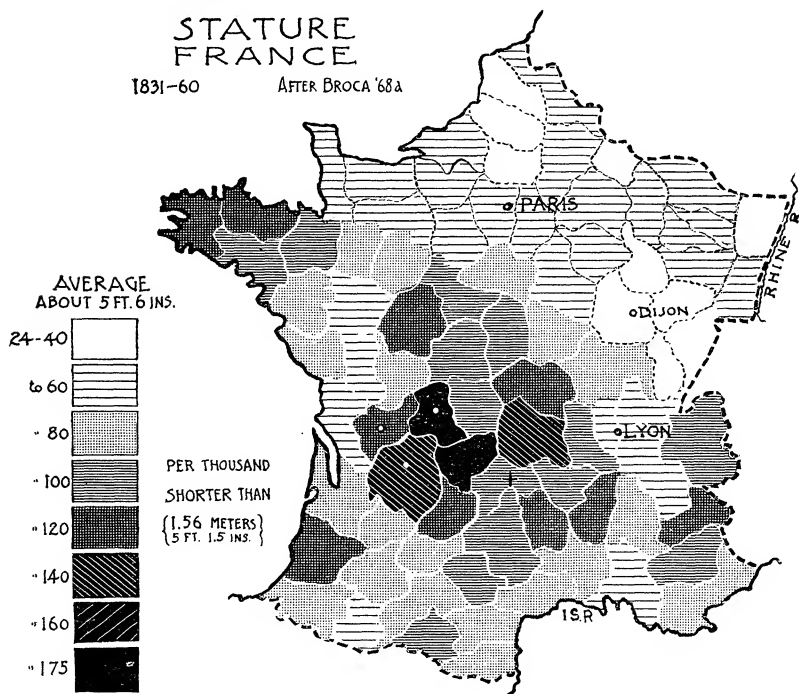 STATURE
FRANCE
1831-60 AFTER BROCA '68a
PARIS
RHINE R
DIJON
LYON
I.S.R
AVERAGE
ABOUT 5 FT. 6 INS.
24-40
to 60
" 80
" 100
" 120
" 140
" 160
" 175
PER THOUSAND
SHORTER THAN
{1.56 METERS}
{5 FT. 1.5 INS.}